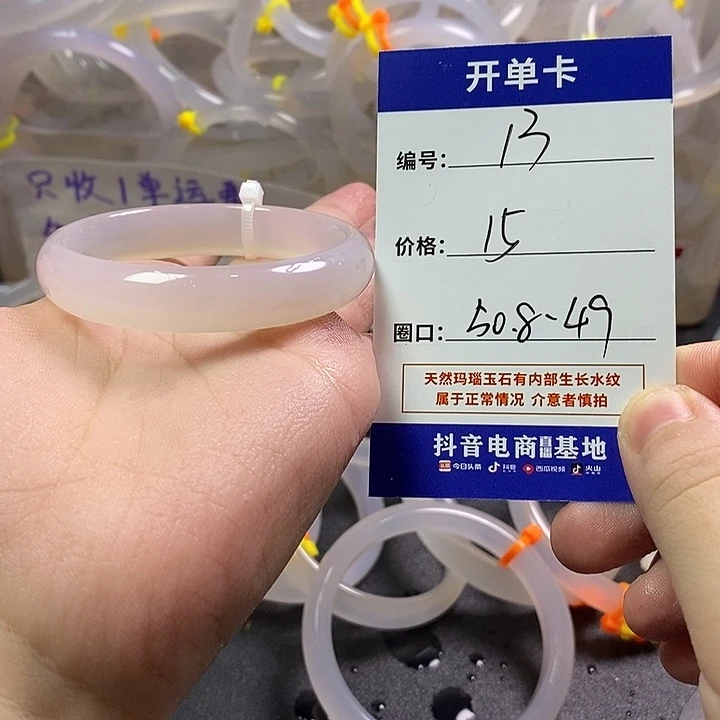 开单卡
编号: 13
价格: 15
圈口: 50.8-49
天然玛瑙玉石有内部生长水纹
属于正常情况 介意者慎拍
抖音电商直播基地
今日头条 抖音 西瓜视频 火山
只收1单运